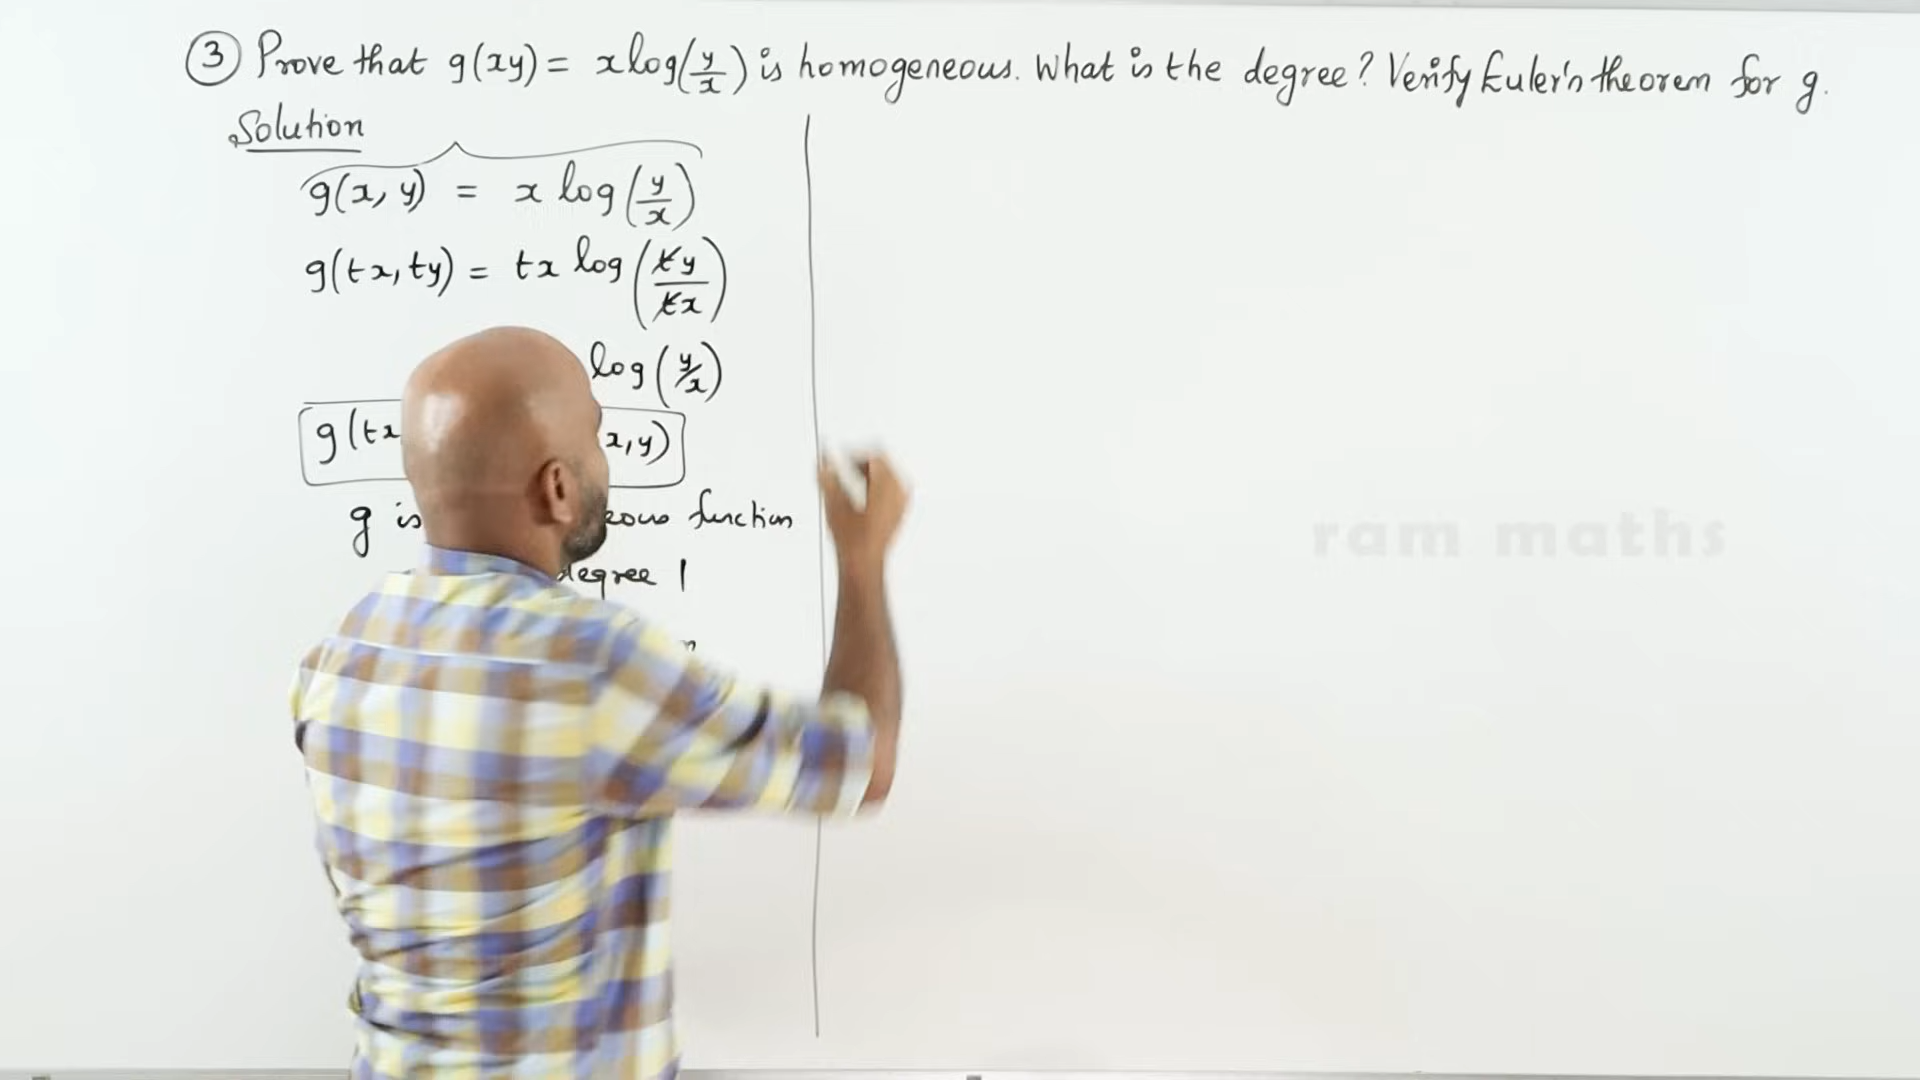 ③ Prove that g(xy) = x log(y/x) is homogeneous. What is the degree? Verify Euler's theorem for g.
Solution
g(x, y) = x log(y/x)
g(tx, ty) = tx log(ty/tx)
log(y/x)
g(tx x, y)
g is function
degree 1
ram maths